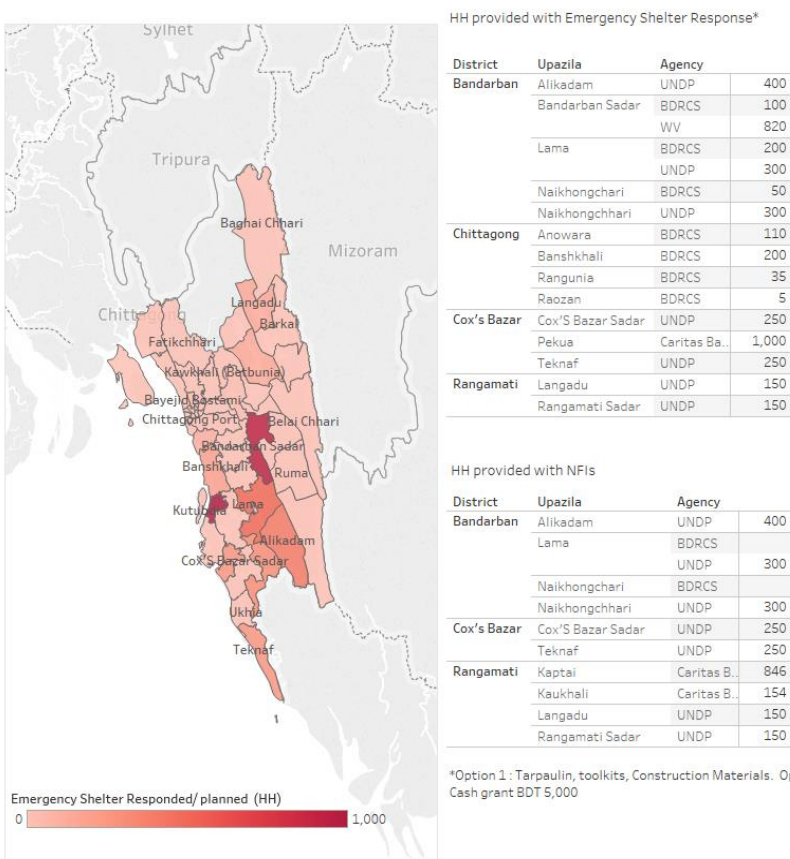 Sylhet
Tripura
Baghai Chhari
Mizoram
Langadu
Chittagong
Barkal
Fatikchhari
Kawkhali (Betbunia)
Bayejid Bostami
Chittagong Port
Belai Chhari
Bandarban Sadar
Banshkhali
Ruma
Kutubdia
Lama
Alikadam
CoX'S Bazar Sadar
Ukhia
Teknaf
Emergency Shelter Responded/ planned (HH)
0 1,000
HH provided with Emergency Shelter Response*
District Upazila Agency
Bandarban Alikadam UNDP 400
Bandarban Sadar BDRCS 100
WV 820
Lama BDRCS 200
UNDP 300
Naikhongchari BDRCS 50
Naikhongchhari UNDP 300
Chittagong Anowara BDRCS 110
Banshkhali BDRCS 200
Rangunia BDRCS 35
Raozan BDRCS 5
Cox's Bazar Cox'S Bazar Sadar UNDP 250
Pekua Caritas Ba.. 1,000
Teknaf UNDP 250
Rangamati Langadu UNDP 150
Rangamati Sadar UNDP 150
HH provided with NFIs
District Upazila Agency
Bandarban Alikadam UNDP 400
Lama BDRCS
UNDP 300
Naikhongchari BDRCS
Naikhongchhari UNDP 300
Cox's Bazar Cox'S Bazar Sadar UNDP 250
Teknaf UNDP 250
Rangamati Kaptai Caritas B.. 846
Kaukhali Caritas B.. 154
Langadu UNDP 150
Rangamati Sadar UNDP 150
*Option 1 : Tarpaulin, toolkits, Construction Materials.
Cash grant BDT 5,000